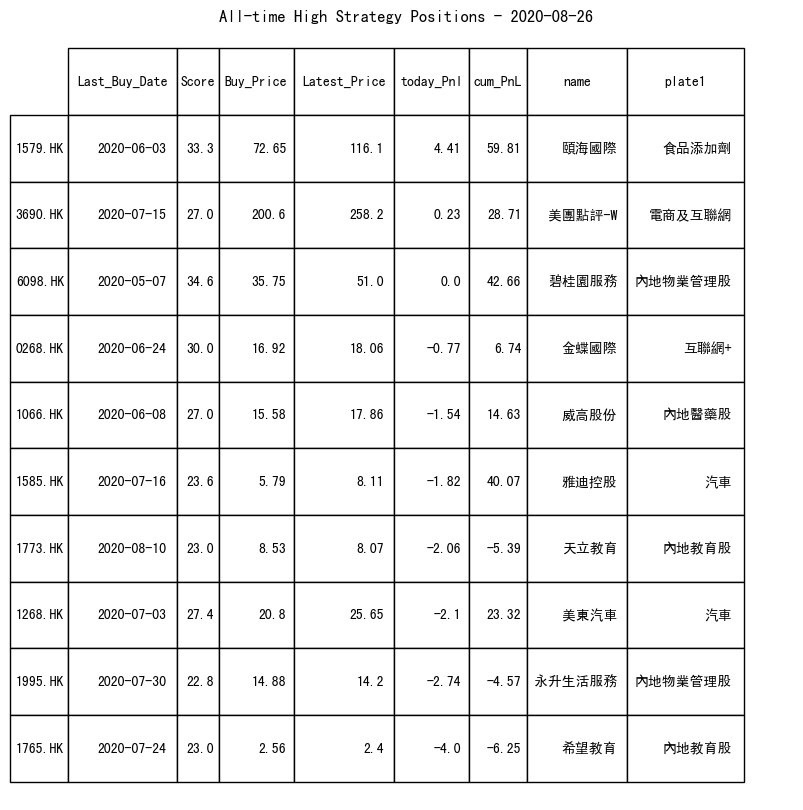 All-time High Strategy Positions - 2020-08-26
Last_Buy_Date Score Buy_Price Latest_Price today_Pnl cum_PnL name plate1
1579.HK 2020-06-03 33.3 72.65 116.1 4.41 59.81 頤海國際 食品添加劑
3690.HK 2020-07-15 27.0 200.6 258.2 0.23 28.71 美團點評-W 電商及互聯網
6098.HK 2020-05-07 34.6 35.75 51.0 0.0 42.66 碧桂園服務 內地物業管理股
0268.HK 2020-06-24 30.0 16.92 18.06 -0.77 6.74 金蝶國際 互聯網+
1066.HK 2020-06-08 27.0 15.58 17.86 -1.54 14.63 威高股份 內地醫藥股
1585.HK 2020-07-16 23.6 5.79 8.11 -1.82 40.07 雅迪控股 汽車
1773.HK 2020-08-10 23.0 8.53 8.07 -2.06 -5.39 天立教育 內地教育股
1268.HK 2020-07-03 27.4 20.8 25.65 -2.1 23.32 美東汽車 汽車
1995.HK 2020-07-30 22.8 14.88 14.2 -2.74 -4.57 永升生活服務 內地物業管理股
1765.HK 2020-07-24 23.0 2.56 2.4 -4.0 -6.25 希望教育 內地教育股